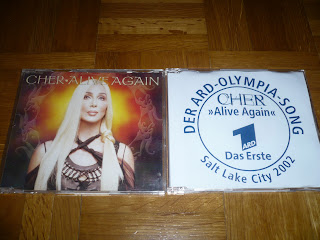 CHER•ALIVE AGAIN
DER ARD-OLYMPIA-SONG
CHER
»Alive Again«
1
ARD
Das Erste
Salt Lake City 2002